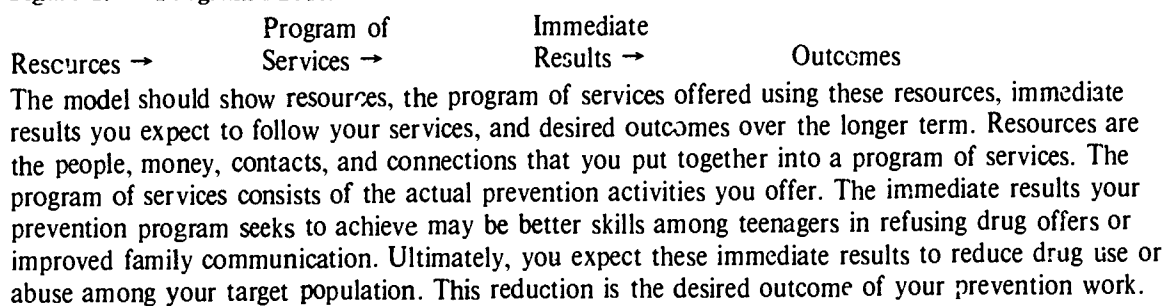 Program of Immediate
Resources → Services → Results → Outcomes
The model should show resources, the program of services offered using these resources, immediate
results you expect to follow your services, and desired outcomes over the longer term. Resources are
the people, money, contacts, and connections that you put together into a program of services. The
program of services consists of the actual prevention activities you offer. The immediate results your
prevention program seeks to achieve may be better skills among teenagers in refusing drug offers or
improved family communication. Ultimately, you expect these immediate results to reduce drug use or
abuse among your target population. This reduction is the desired outcome of your prevention work.